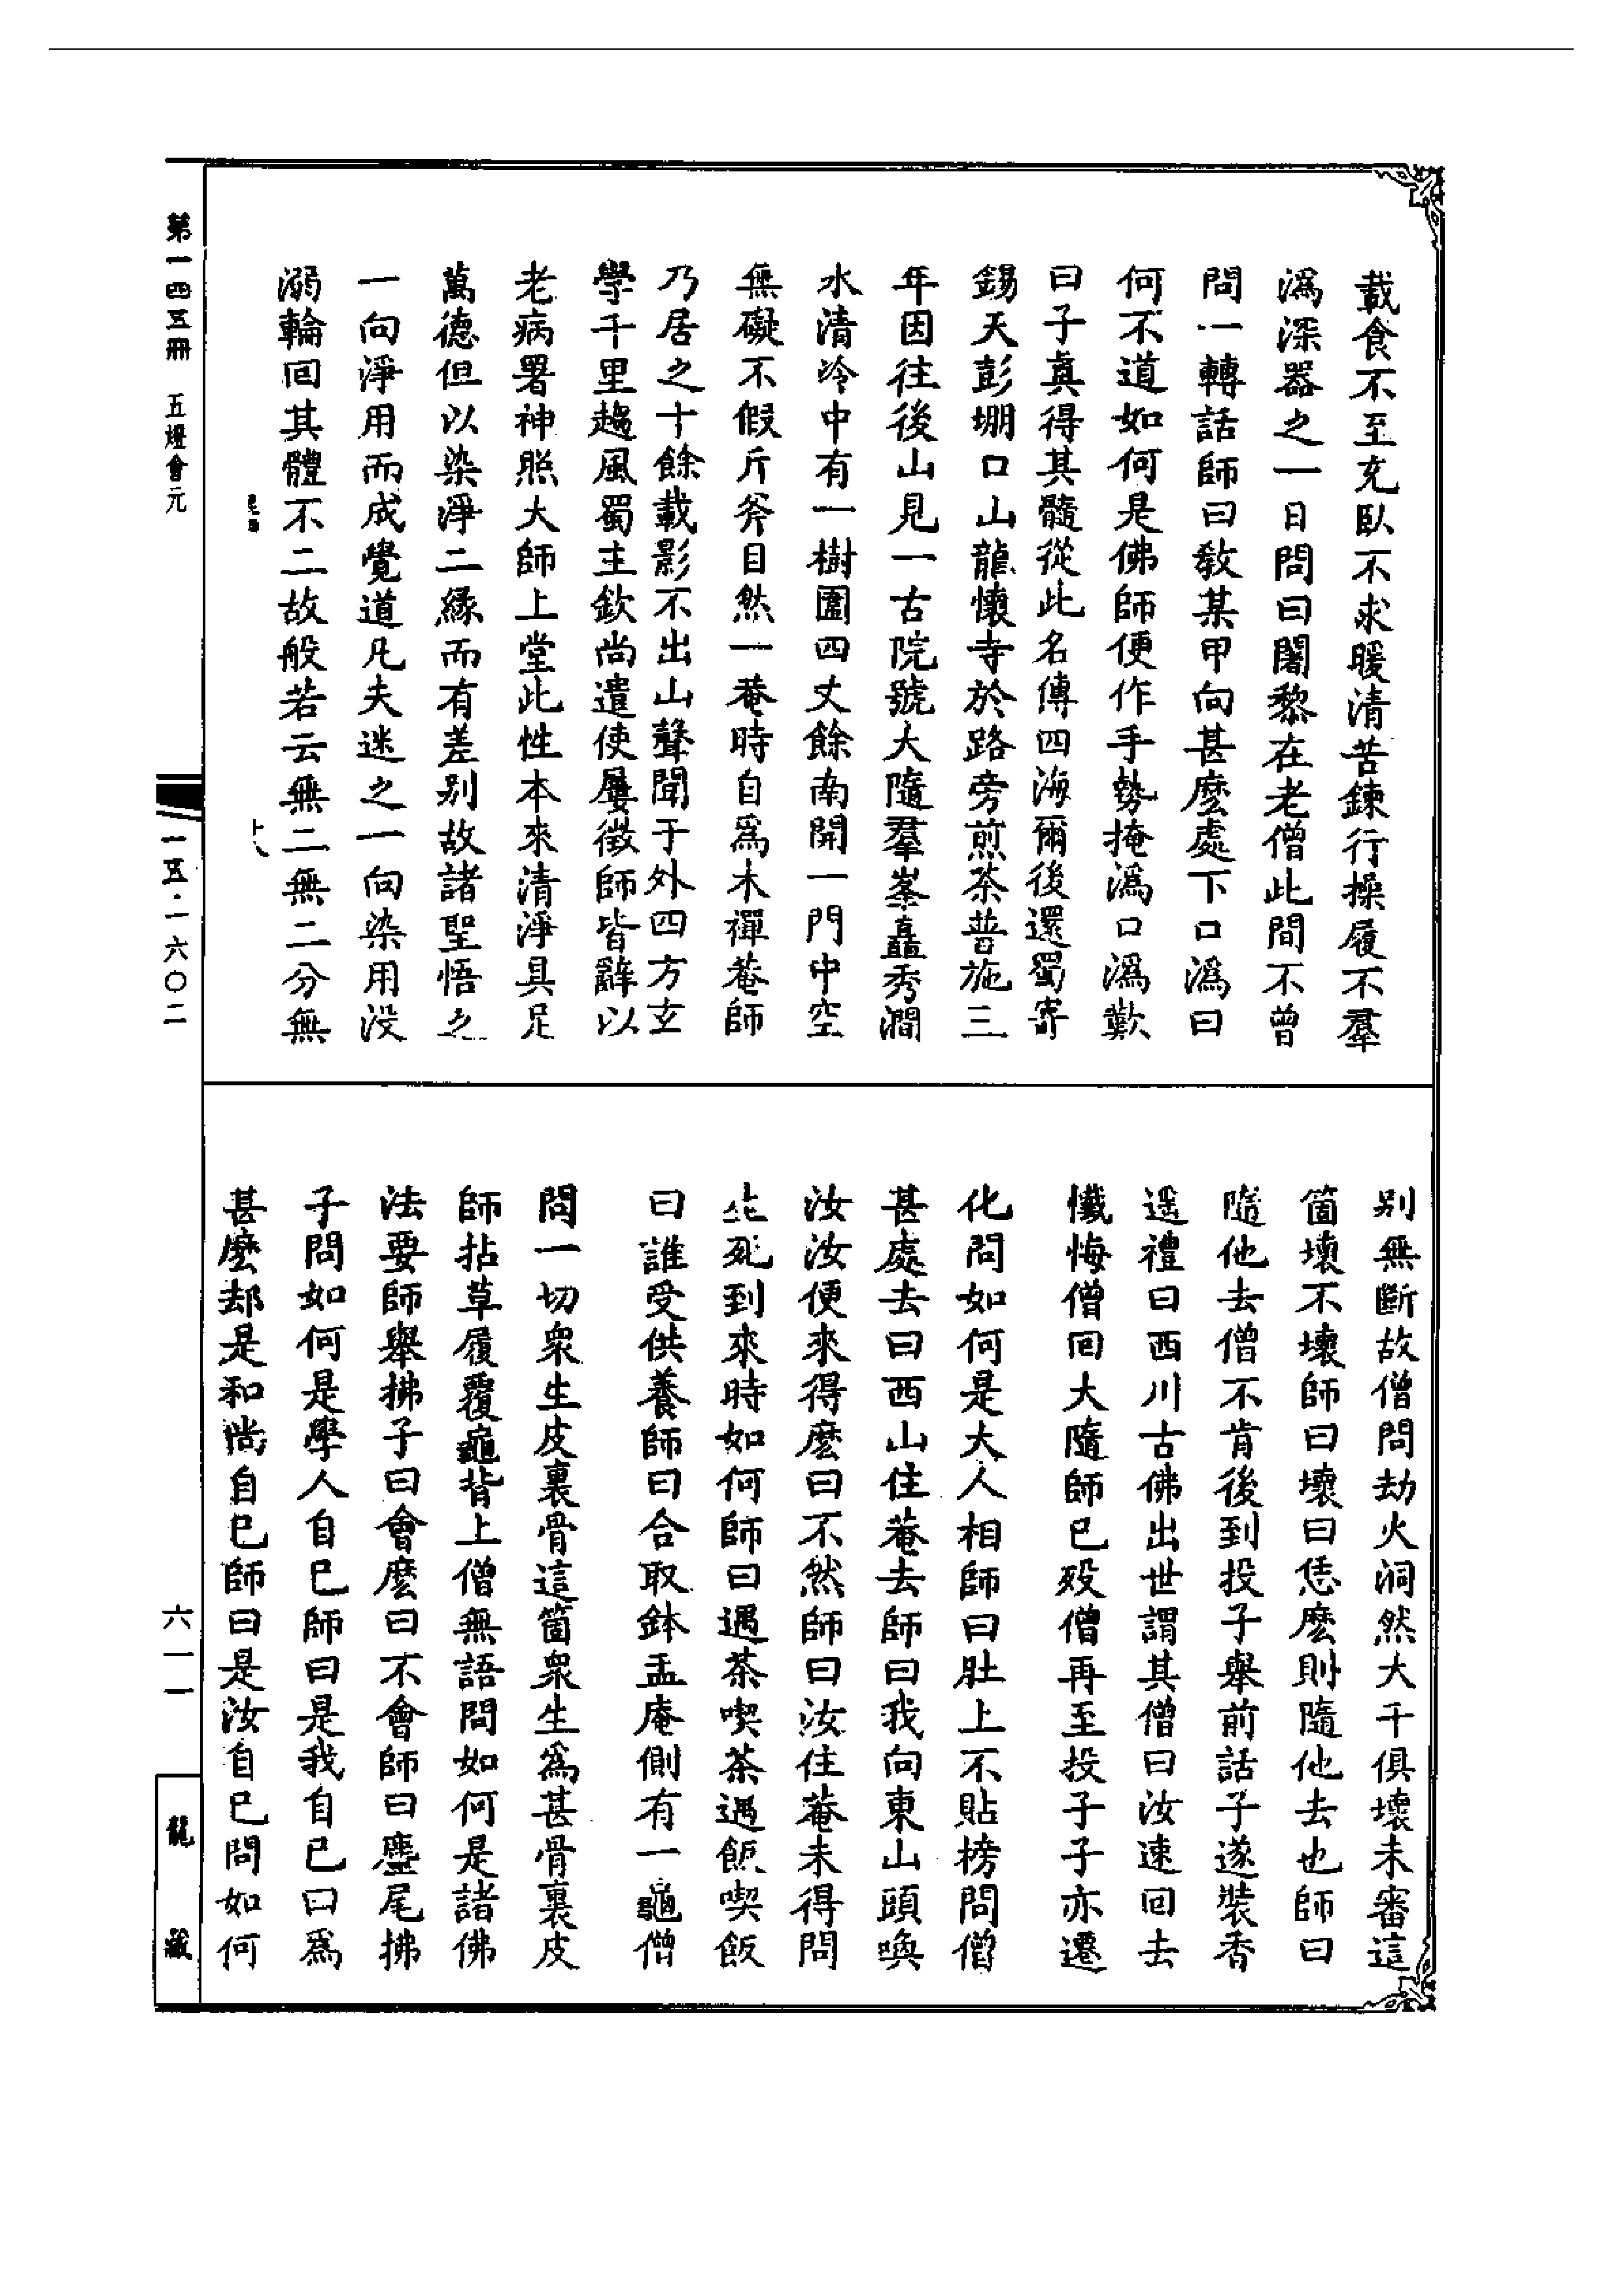 載食不至充臥不求暖清苦鍊行操履不羣
潙深器之一日問曰闍黎在老僧此間不曾
問一轉話師曰教某甲向甚麽處下口潙曰
何不道如何是佛師便作手勢掩潙口潙歎
曰子眞得其髓從此名傳四海爾後還蜀寄
錫天彭堋口山龍懷寺於路旁煎茶普施三
年因往後山見一古院號大隨羣峯矗秀澗
水清冷中有一樹圍四丈餘南開一門中空
無礙不假斤斧自然一菴時自爲木禪菴師
乃居之十餘載影不出山聲聞于外四方玄
學千里趨風蜀主欽尚遣使屢徵師皆辭以
老病署神照大師上堂此性本來清淨具足
萬德但以染淨二緣而有差别故諸聖悟之
一向淨用而成覺道凡夫迷之一向染用没
溺輪回其體不二故般若云無二無二分無
十八
别無斷故僧問劫火洞然大千俱壞未審這
箇壞不壞師曰壞曰恁麽則隨他去也師曰
隨他去僧不肯後到投子舉前話子遂裝香
遥禮曰西川古佛出世謂其僧曰汝速回去
懺悔僧回大隨師已殁僧再至投子子亦遷
化問如何是大人相師曰肚上不貼榜問僧
甚處去曰西山住菴去師曰我向東山頭喚
汝汝便來得麽曰不然師曰汝住菴未得問
生死到來時如何師曰遇茶喫茶遇飯喫飯
曰誰受供養師曰合取鉢盂庵側有一龜僧
問一切衆生皮裏骨這箇衆生爲甚骨裏皮
師拈草履覆龜背上僧無語問如何是諸佛
法要師舉拂子曰會麽曰不會師曰麈尾拂
子問如何是學人自已師曰是我自已曰爲
甚麽却是和尚自已師曰是汝自已問如何
第一四五冊 五燈會元
一五·一六〇二
六一一
龍藏